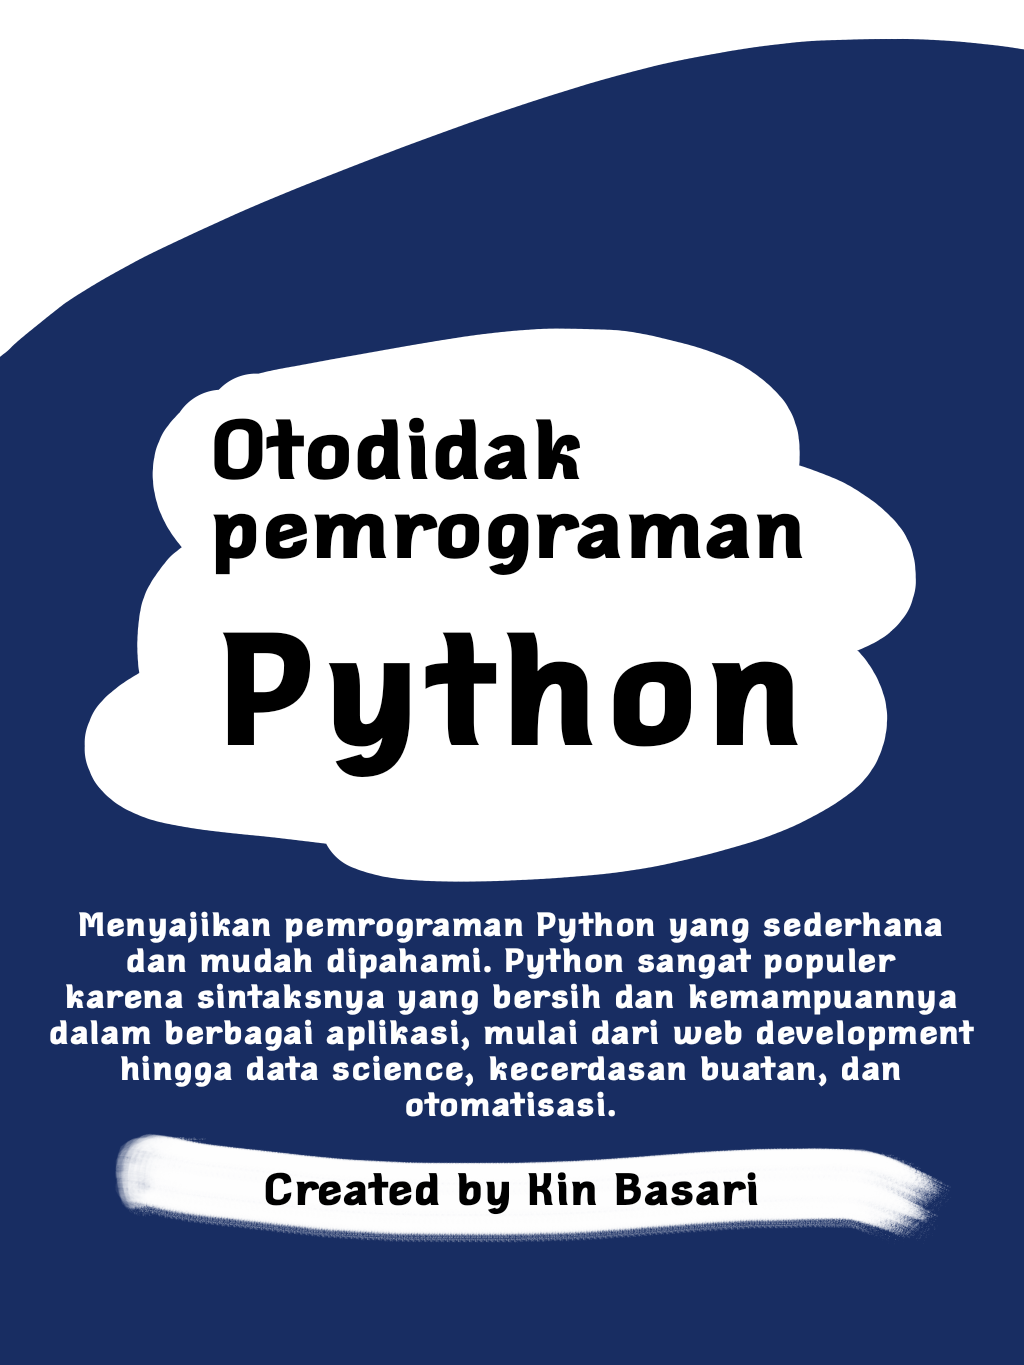 Otodidak
pemrograman
Python
Menyajikan pemrograman Python yang sederhana
dan mudah dipahami. Python sangat populer
karena sintaksnya yang bersih dan kemampuannya
dalam berbagai aplikasi, mulai dari web development
hingga data science, kecerdasan buatan, dan
otomatisasi.
Created by Kin Basari